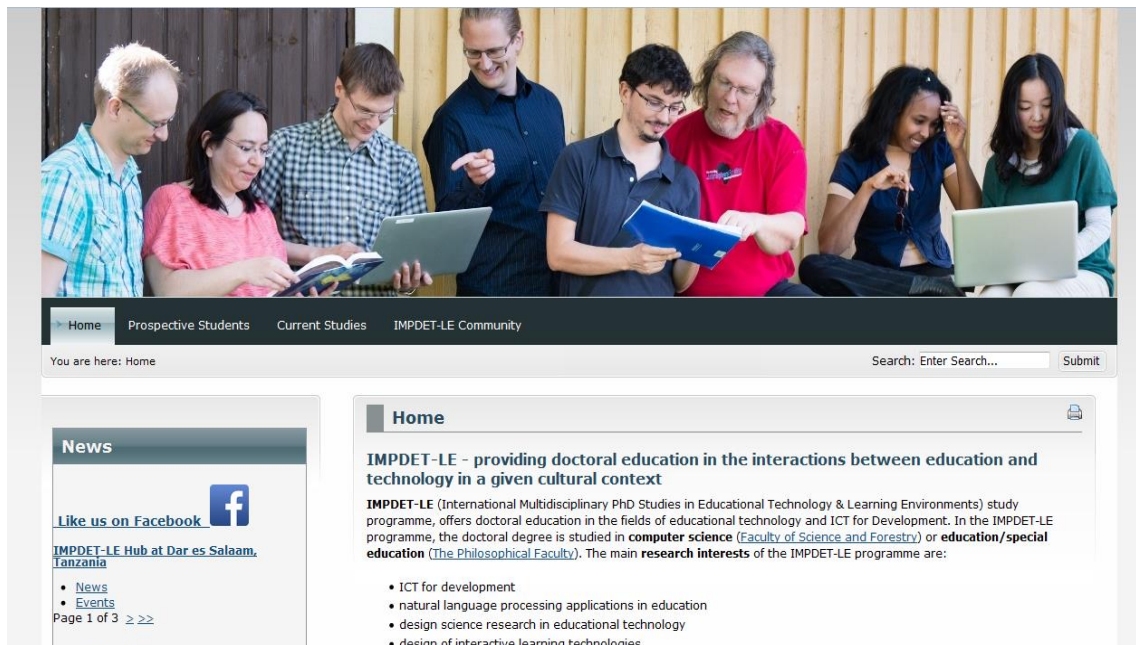 Home Prospective Students Current Studies IMPDET-LE Community
You are here: Home
Search: Enter Search... Submit
News
Like us on Facebook
IMPDET-LE Hub at Dar es Salaam,
Tanzania
• News
• Events
Page 1 of 3 > >>
Home
IMPDET-LE - providing doctoral education in the interactions between education and
technology in a given cultural context
IMPDET-LE (International Multidisciplinary PhD Studies in Educational Technology & Learning Environments) study
programme, offers doctoral education in the fields of educational technology and ICT for Development. In the IMPDET-LE
programme, the doctoral degree is studied in computer science (Faculty of Science and Forestry) or education/special
education (The Philosophical Faculty). The main research interests of the IMPDET-LE programme are:
• ICT for development
• natural language processing applications in education
• design science research in educational technology
• design of interactive learning technologies